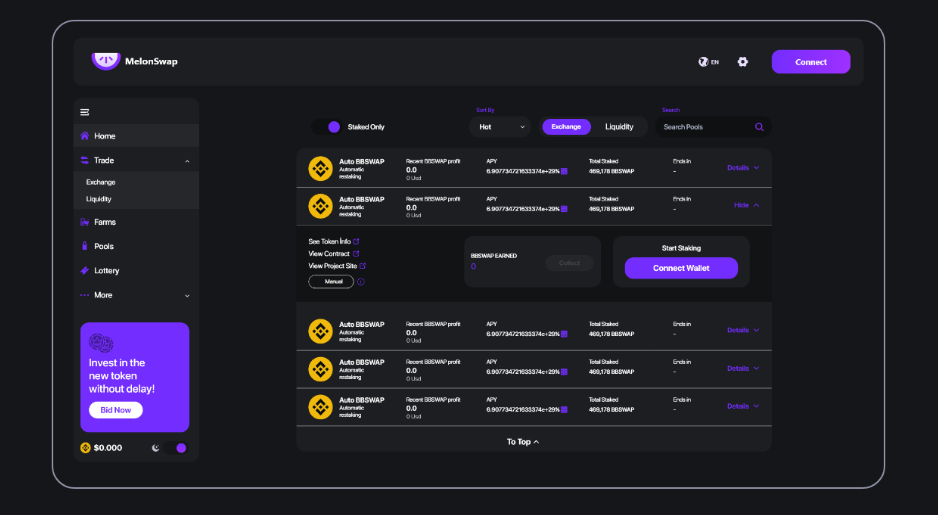 MelonSwap
EN
Connect
Home
Trade
Exchange
Liquidity
Farms
Pools
Lottery
More
Invest in the
new token
without delay!
Bid Now
$0.000
Staked Only
Sort By
Hot
Exchange
Liquidity
Search
Search Pools
Auto BBSWAP
Automatic
restaking
Recent BBSWAP profit
0.0
0 Usd
APY
6.907734721633374e+29%
Total Staked
469,178 BBSWAP
Ends in
-
Details
Auto BBSWAP
Automatic
restaking
Recent BBSWAP profit
0.0
0 Usd
APY
6.907734721633374e+29%
Total Staked
469,178 BBSWAP
Ends in
-
Hide
See Token Info
View Contract
View Project Site
Manual
BBSWAP EARNED
0
Collect
Start Staking
Connect Wallet
Auto BBSWAP
Automatic
restaking
Recent BBSWAP profit
0.0
0 Usd
APY
6.907734721633374e+29%
Total Staked
469,178 BBSWAP
Ends in
-
Details
Auto BBSWAP
Automatic
restaking
Recent BBSWAP profit
0.0
0 Usd
APY
6.907734721633374e+29%
Total Staked
469,178 BBSWAP
Ends in
-
Details
Auto BBSWAP
Automatic
restaking
Recent BBSWAP profit
0.0
0 Usd
APY
6.907734721633374e+29%
Total Staked
469,178 BBSWAP
Ends in
-
Details
To Top